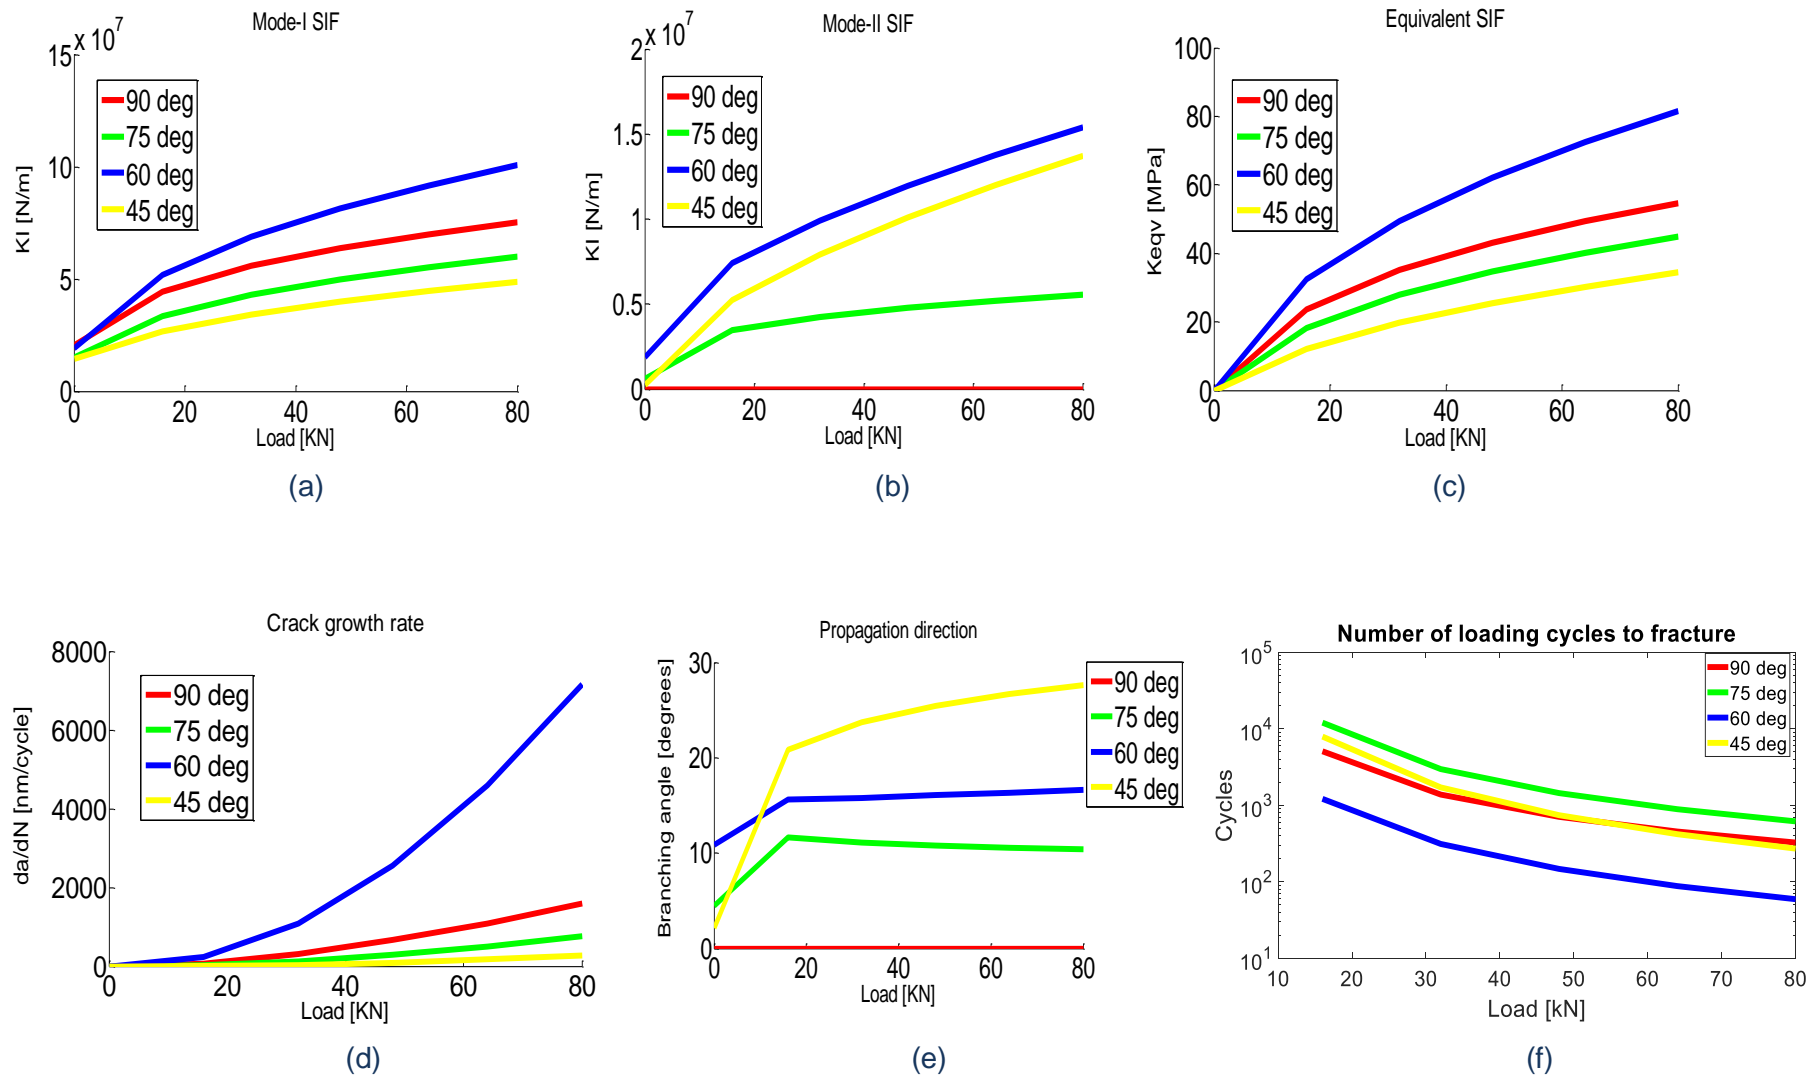 Mode-I SIF
x 10^7
15
10
5
0
0 20 40 60 80
KI [N/m]
Load [KN]
90 deg
75 deg
60 deg
45 deg
(a)
Mode-II SIF
x 10^7
2
1.5
1
0.5
0
0 20 40 60 80
KI [N/m]
Load [KN]
90 deg
75 deg
60 deg
45 deg
(b)
Equivalent SIF
100
80
60
40
20
0
0 20 40 60 80
Keqv [MPa]
Load [KN]
90 deg
75 deg
60 deg
45 deg
(c)
Crack growth rate
8000
6000
4000
2000
0
0 20 40 60 80
da/dN [nm/cycle]
Load [KN]
90 deg
75 deg
60 deg
45 deg
(d)
Propagation direction
30
20
10
0
0 20 40 60 80
Branching angle [degrees]
Load [KN]
90 deg
75 deg
60 deg
45 deg
(e)
Number of loading cycles to fracture
10^5
10^4
10^3
10^2
10^1
10 20 30 40 50 60 70 80
Cycles
Load [kN]
90 deg
75 deg
60 deg
45 deg
(f)